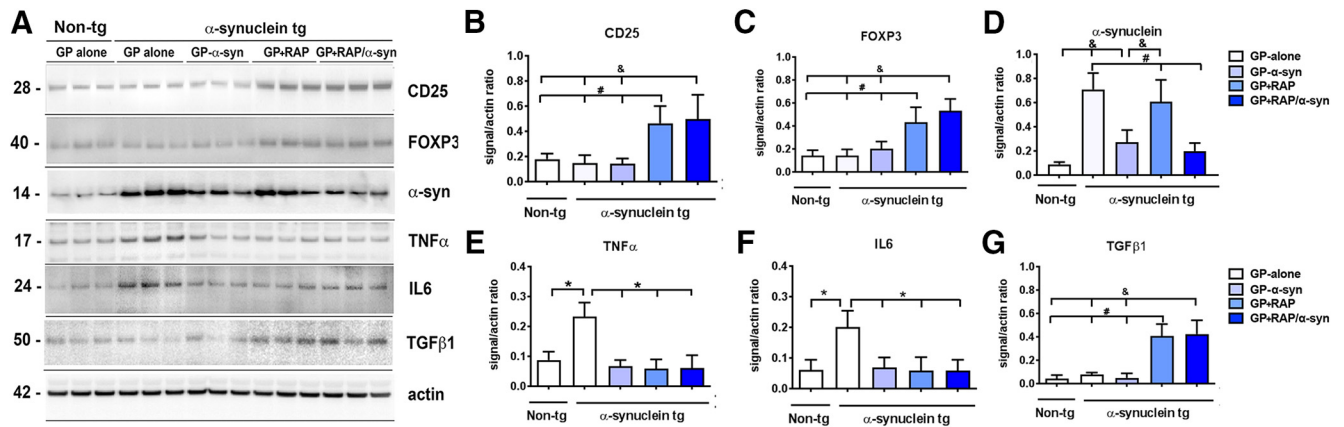 A
Non-tg
α-synuclein tg
GP alone
GP alone
GP-α-syn
GP+RAP
GP+RAP/α-syn
28 -
CD25
40 -
FOXP3
14 -
α-syn
17 -
TNFα
24 -
IL6
50 -
TGFβ1
42 -
actin
B
CD25
signal/actin ratio
1.0
0.8
0.6
0.4
0.2
0.0
&
#
Non-tg
α-synuclein tg
C
FOXP3
signal/actin ratio
1.0
0.8
0.6
0.4
0.2
0.0
&
#
Non-tg
α-synuclein tg
D
α-synuclein
signal/actin ratio
1.0
0.8
0.6
0.4
0.2
0.0
&
&
#
Non-tg
α-synuclein tg
GP-alone
GP-α-syn
GP+RAP
GP+RAP/α-syn
E
TNFα
signal/actin ratio
0.4
0.3
0.2
0.1
0.0
*
*
Non-tg
α-synuclein tg
F
IL6
signal/actin ratio
0.4
0.3
0.2
0.1
0.0
*
*
Non-tg
α-synuclein tg
G
TGFβ1
signal/actin ratio
1.0
0.8
0.6
0.4
0.2
0.0
&
#
Non-tg
α-synuclein tg
GP-alone
GP-α-syn
GP+RAP
GP+RAP/α-syn